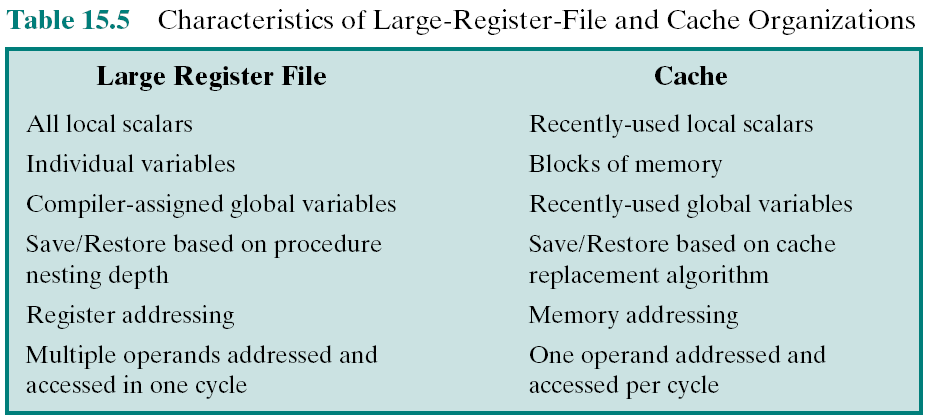 Table 15.5 Characteristics of Large-Register-File and Cache Organizations
Large Register File Cache
All local scalars Recently-used local scalars
Individual variables Blocks of memory
Compiler-assigned global variables Recently-used global variables
Save/Restore based on procedure Save/Restore based on cache
nesting depth replacement algorithm
Register addressing Memory addressing
Multiple operands addressed and One operand addressed and
accessed in one cycle accessed per cycle